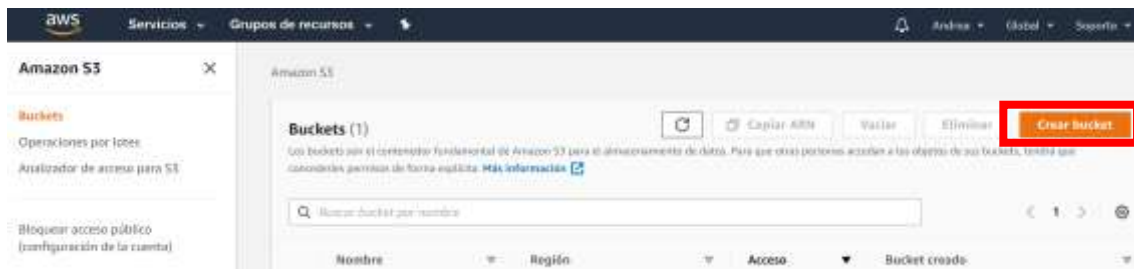 aws Servicios Grupos de recursos Andrea Global Soporte
Amazon S3
Amazon S3
Buckets
Operaciones por lotes
Analizador de acceso para S3
Bloquear acceso público
(configuración de la cuenta)
Buckets (1) Copiar ARN Vaciar Eliminar Crear bucket
Los buckets son el contenedor fundamental de Amazon S3 para el almacenamiento de datos. Para que otras personas accedan a los objetos de sus buckets, tendrá que
concederles permisos de forma explícita. Más información
Buscar bucket por nombre 1
Nombre Región Acceso Bucket creado